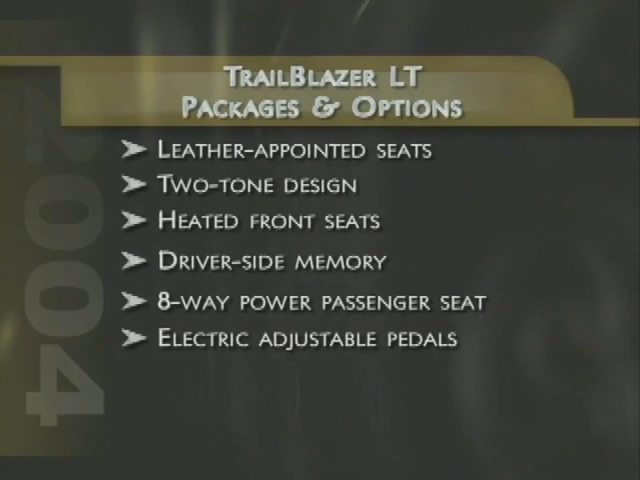 TrailBlazer LT
Packages & Options
Leather-appointed seats
Two-tone design
Heated front seats
Driver-side memory
8-way power passenger seat
Electric adjustable pedals
2004